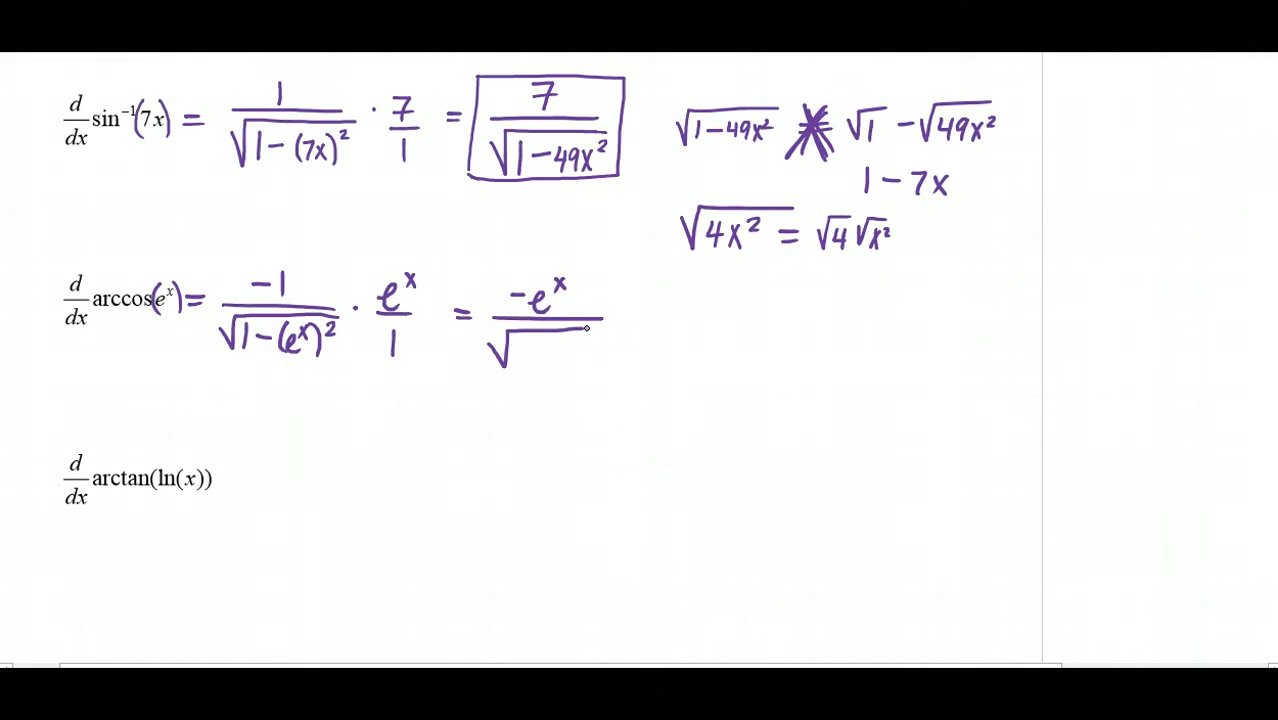 d/dx sin⁻¹(7x) = 1/√(1-(7x)²) · 7/1 = 7/√(1-49x²)
√(1-49x²) ≠ √1 - √(49x²)
1 - 7x
√(4x²) = √4 √x²
d/dx arccos(eˣ) = -1/√(1-(eˣ)²) · eˣ/1 = -eˣ/√
d/dx arctan(ln(x))